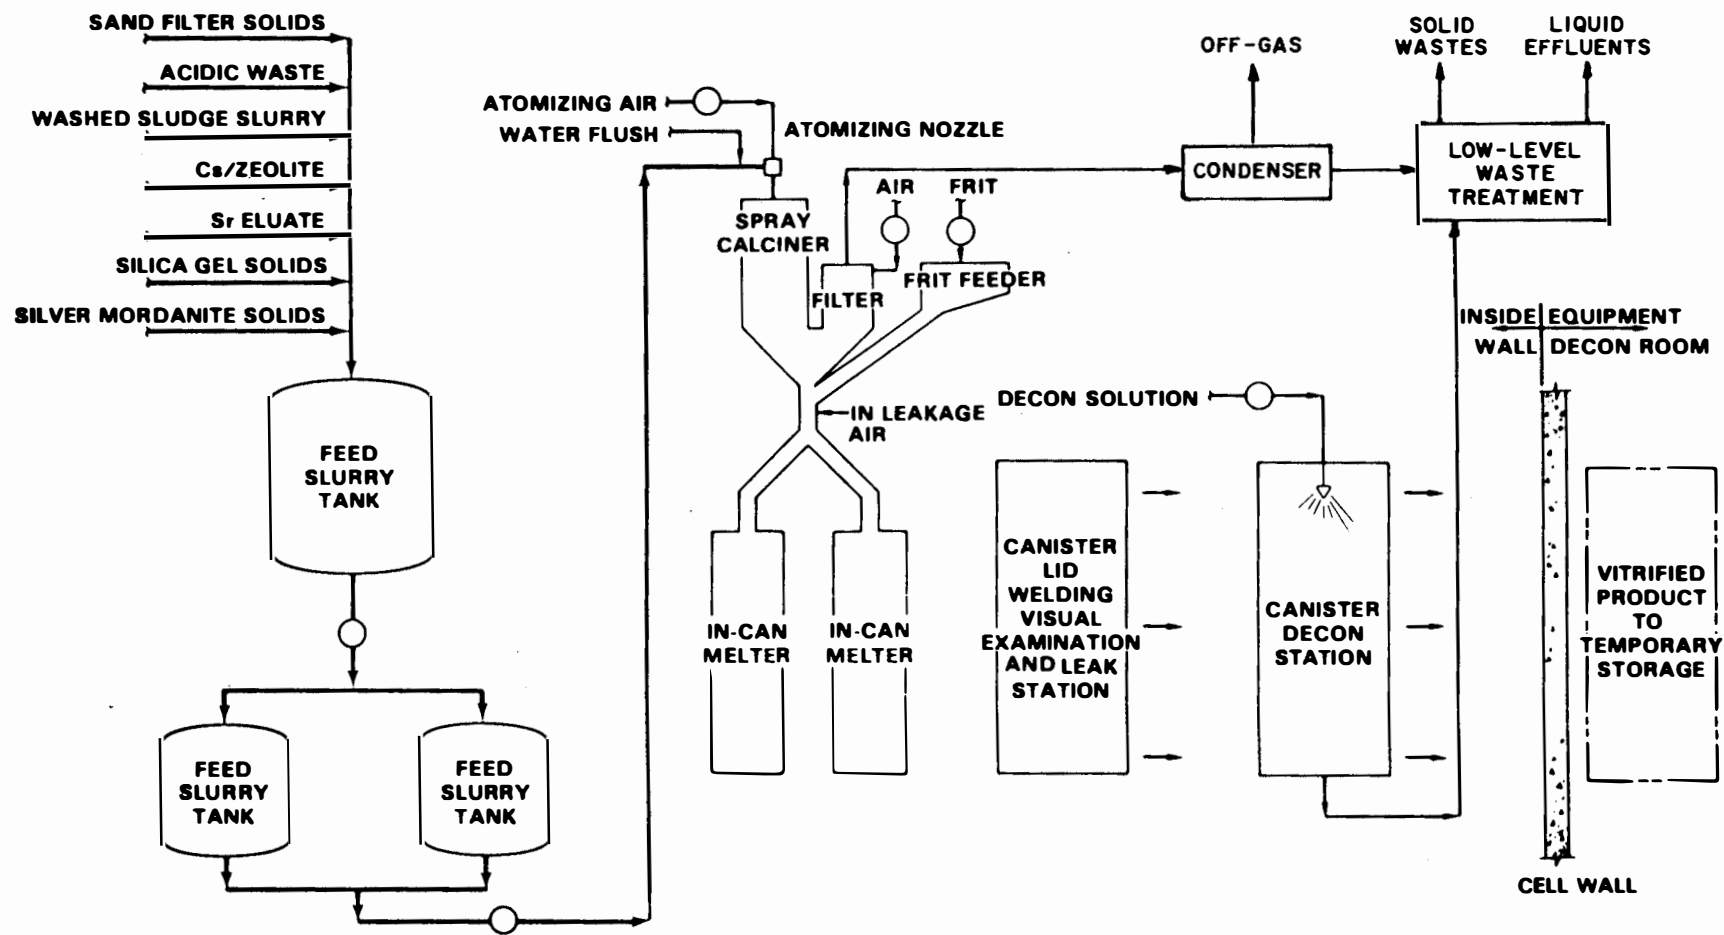 SAND FILTER SOLIDS
ACIDIC WASTE
WASHED SLUDGE SLURRY
Cs/ZEOLITE
Sr ELUATE
SILICA GEL SOLIDS
SILVER MORDANITE SOLIDS
FEED
SLURRY
TANK
FEED
SLURRY
TANK
FEED
SLURRY
TANK
ATOMIZING AIR
WATER FLUSH
ATOMIZING NOZZLE
SPRAY
CALCINER
FILTER
AIR
FRIT
FRIT FEEDER
IN LEAKAGE
AIR
IN-CAN
MELTER
IN-CAN
MELTER
OFF-GAS
CONDENSER
SOLID
WASTES
LIQUID
EFFLUENTS
LOW-LEVEL
WASTE
TREATMENT
DECON SOLUTION
CANISTER
LID
WELDING
VISUAL
EXAMINATION
AND LEAK
STATION
CANISTER
DECON
STATION
INSIDE
WALL
EQUIPMENT
DECON ROOM
VITRIFIED
PRODUCT
TO
TEMPORARY
STORAGE
CELL WALL